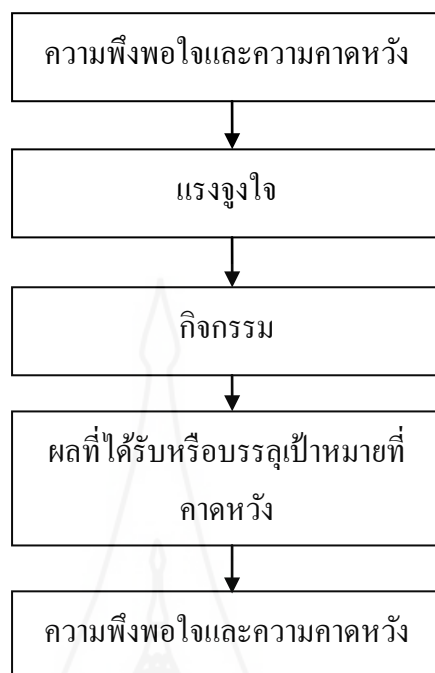 ความพึงพอใจและความคาดหวัง
แรงจูงใจ
กิจกรรม
ผลที่ได้รับหรือบรรลุเป้าหมายที่
คาดหวัง
ความพึงพอใจและความคาดหวัง